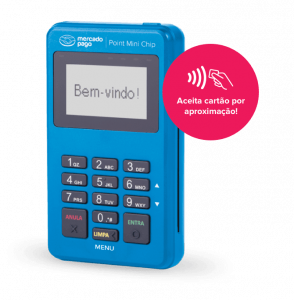 mercado
pago
Point Mini Chip
Bem-vindo!
Aceita cartão por
aproximação!
1 QZ 2 ABC 3 DEF
4 GHI 5 JKL 6 MNO
7 PRS 8 TUV 9 WXY
ANULA 0 ,*# ENTRA
LIMPA
MENU